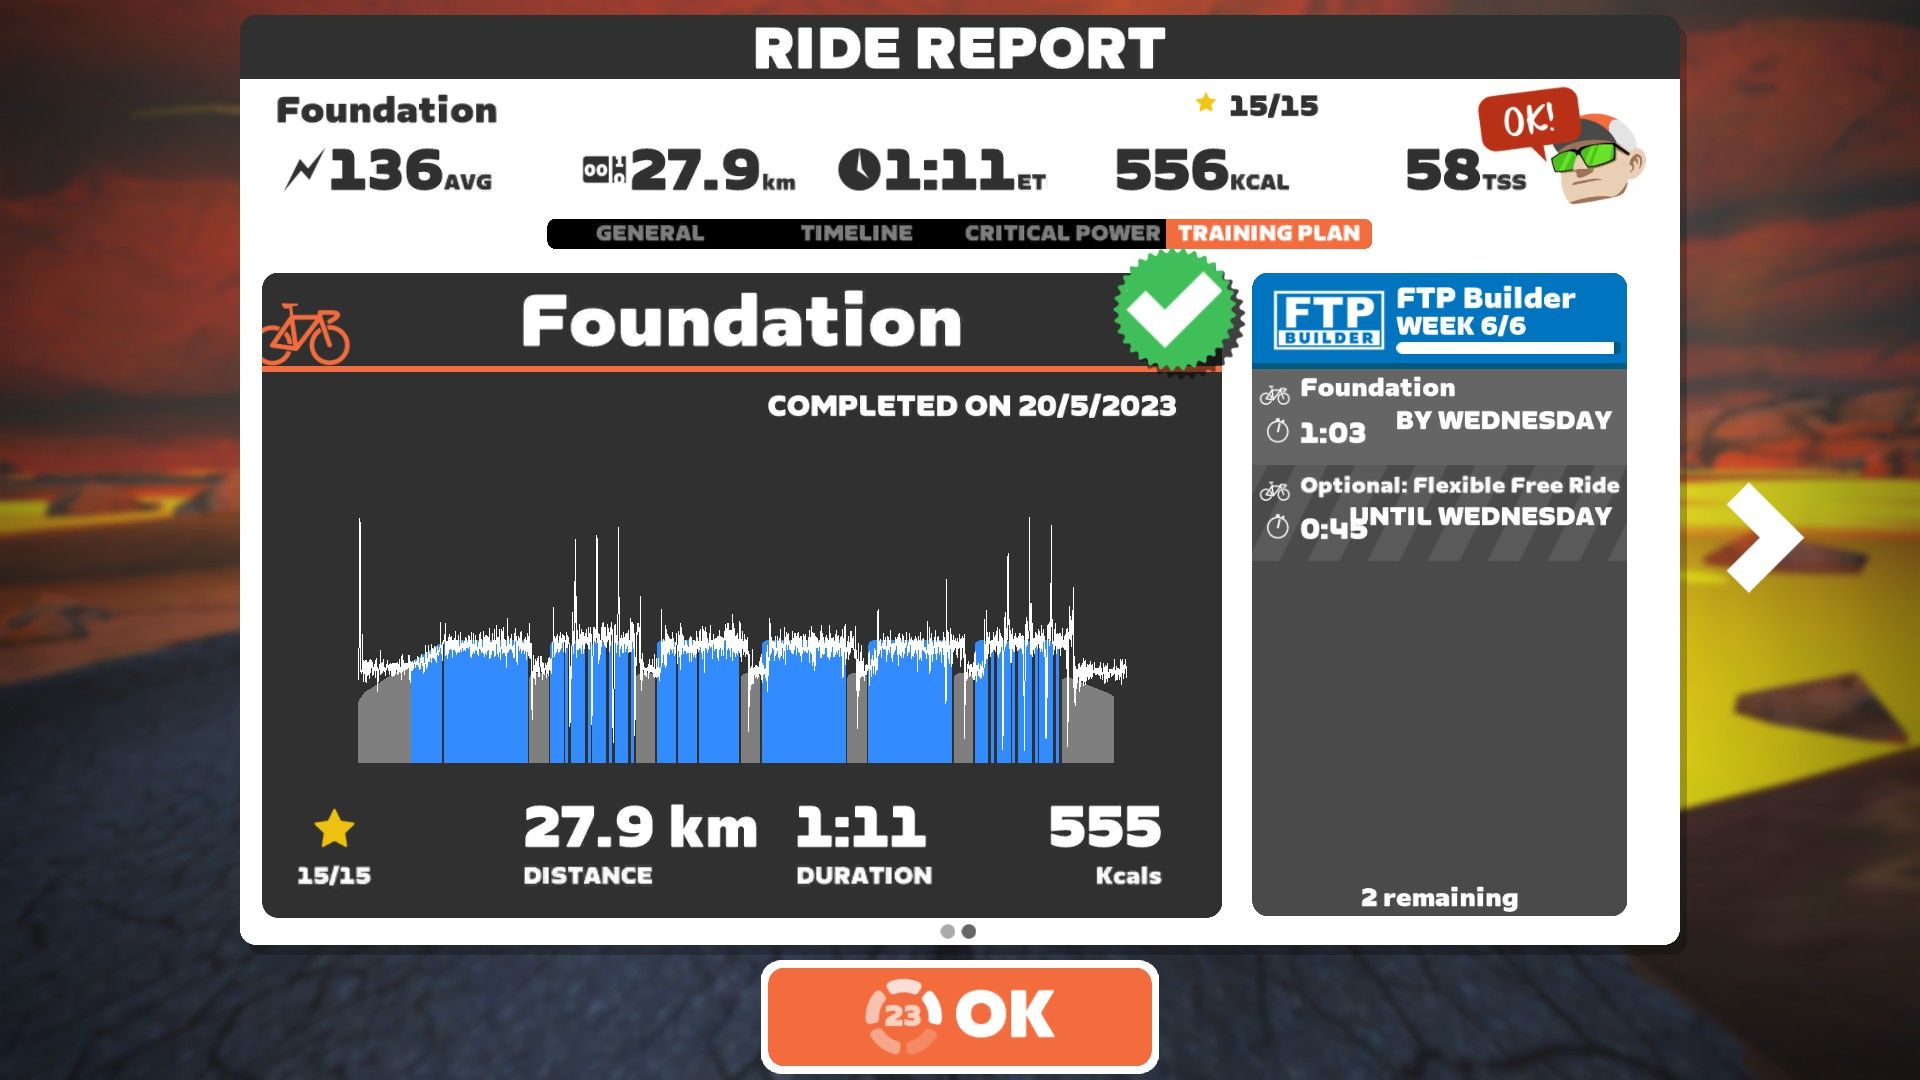 RIDE REPORT
Foundation
15/15
OK!
136AVG
00
27.9km
1:11ET
556KCAL
58TSS
GENERAL
TIMELINE
CRITICAL POWER
TRAINING PLAN
Foundation
COMPLETED ON 20/5/2023
15/15
27.9 km
DISTANCE
1:11
DURATION
555
Kcals
FTP
BUILDER
FTP Builder
WEEK 6/6
Foundation
BY WEDNESDAY
1:03
Optional: Flexible Free Ride
UNTIL WEDNESDAY
0:45
2 remaining
23
OK